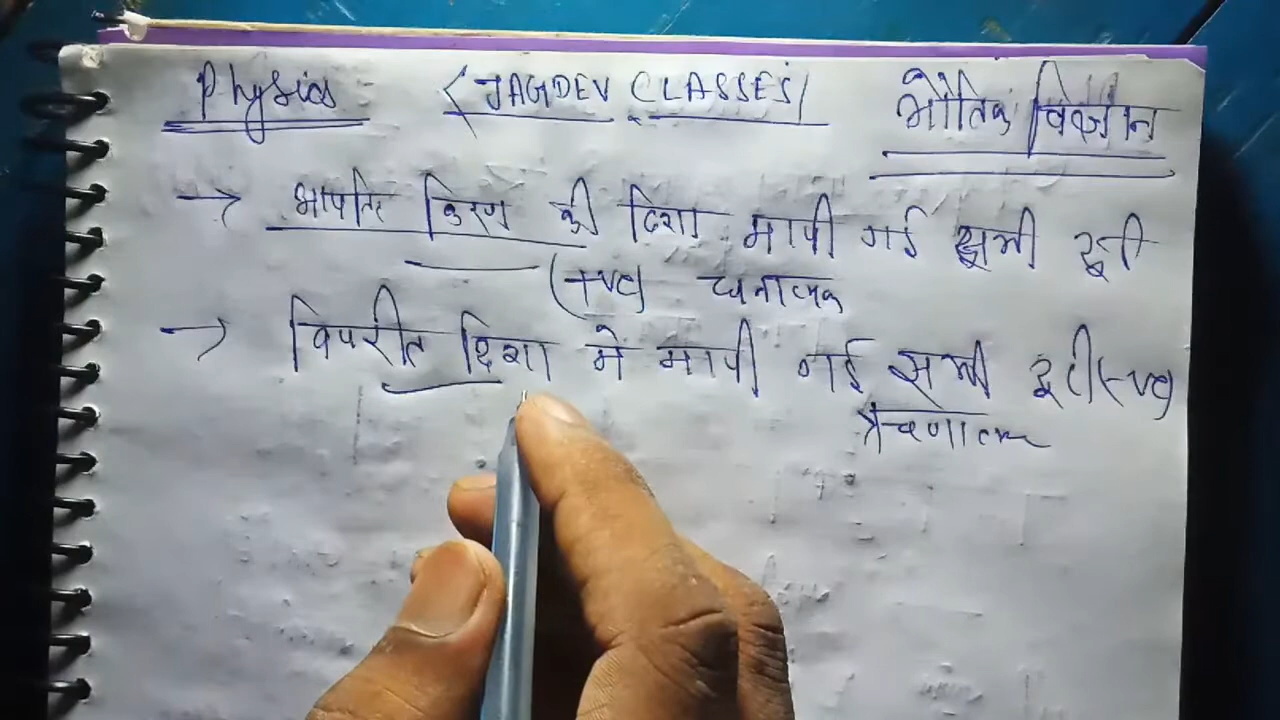 Physics < JAGDEV CLASSES / भौतिक विज्ञान
→ आपतित किरण की दिशा मापी गई सभी दूरी
(+ve) धनात्मक
→ विपरीत दिशा में मापी गई सभी दूरी (-ve)
ऋणात्मक